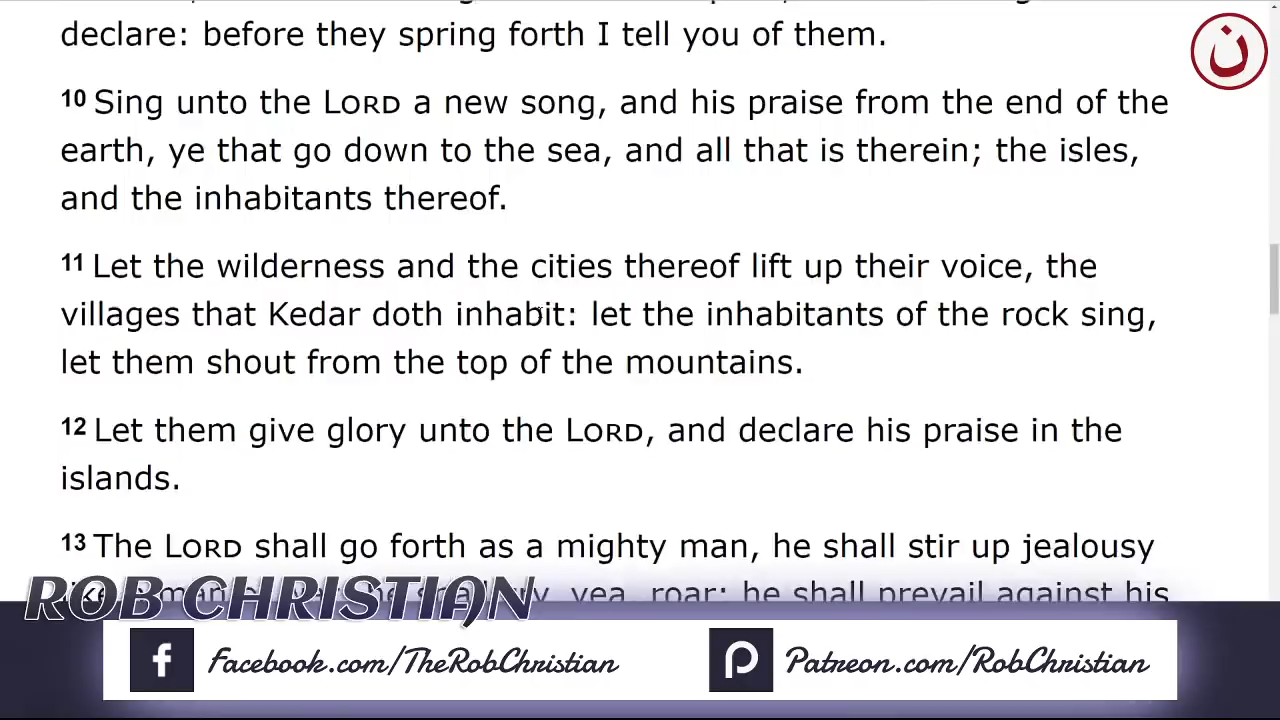 declare: before they spring forth I tell you of them.
ن
10 Sing unto the LORD a new song, and his praise from the end of the
earth, ye that go down to the sea, and all that is therein; the isles,
and the inhabitants thereof.
11 Let the wilderness and the cities thereof lift up their voice, the
villages that Kedar doth inhabit: let the inhabitants of the rock sing,
let them shout from the top of the mountains.
12 Let them give glory unto the LORD, and declare his praise in the
islands.
13 The LORD shall go forth as a mighty man, he shall stir up jealousy
yea, roar: he shall prevail against his
ROB CHRISTIAN
Facebook.com/TheRobChristian
Patreon.com/RobChristian